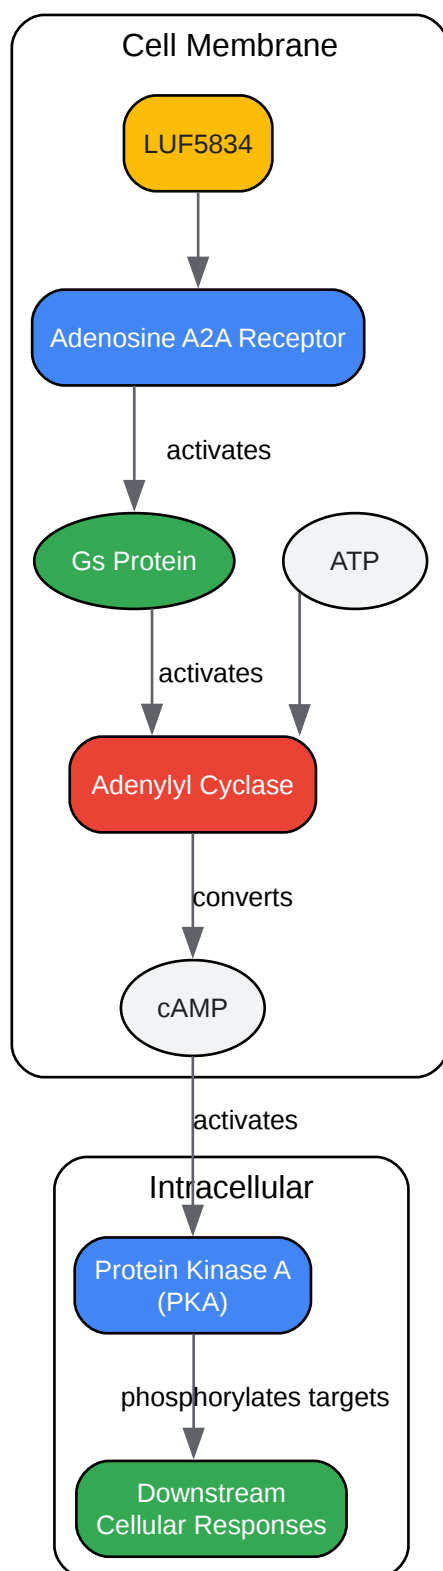 Cell Membrane
LUF5834
Adenosine A2A Receptor
activates
Gs Protein
ATP
activates
Adenylyl Cyclase
converts
cAMP
activates
Intracellular
Protein Kinase A
(PKA)
phosphorylates targets
Downstream
Cellular Responses